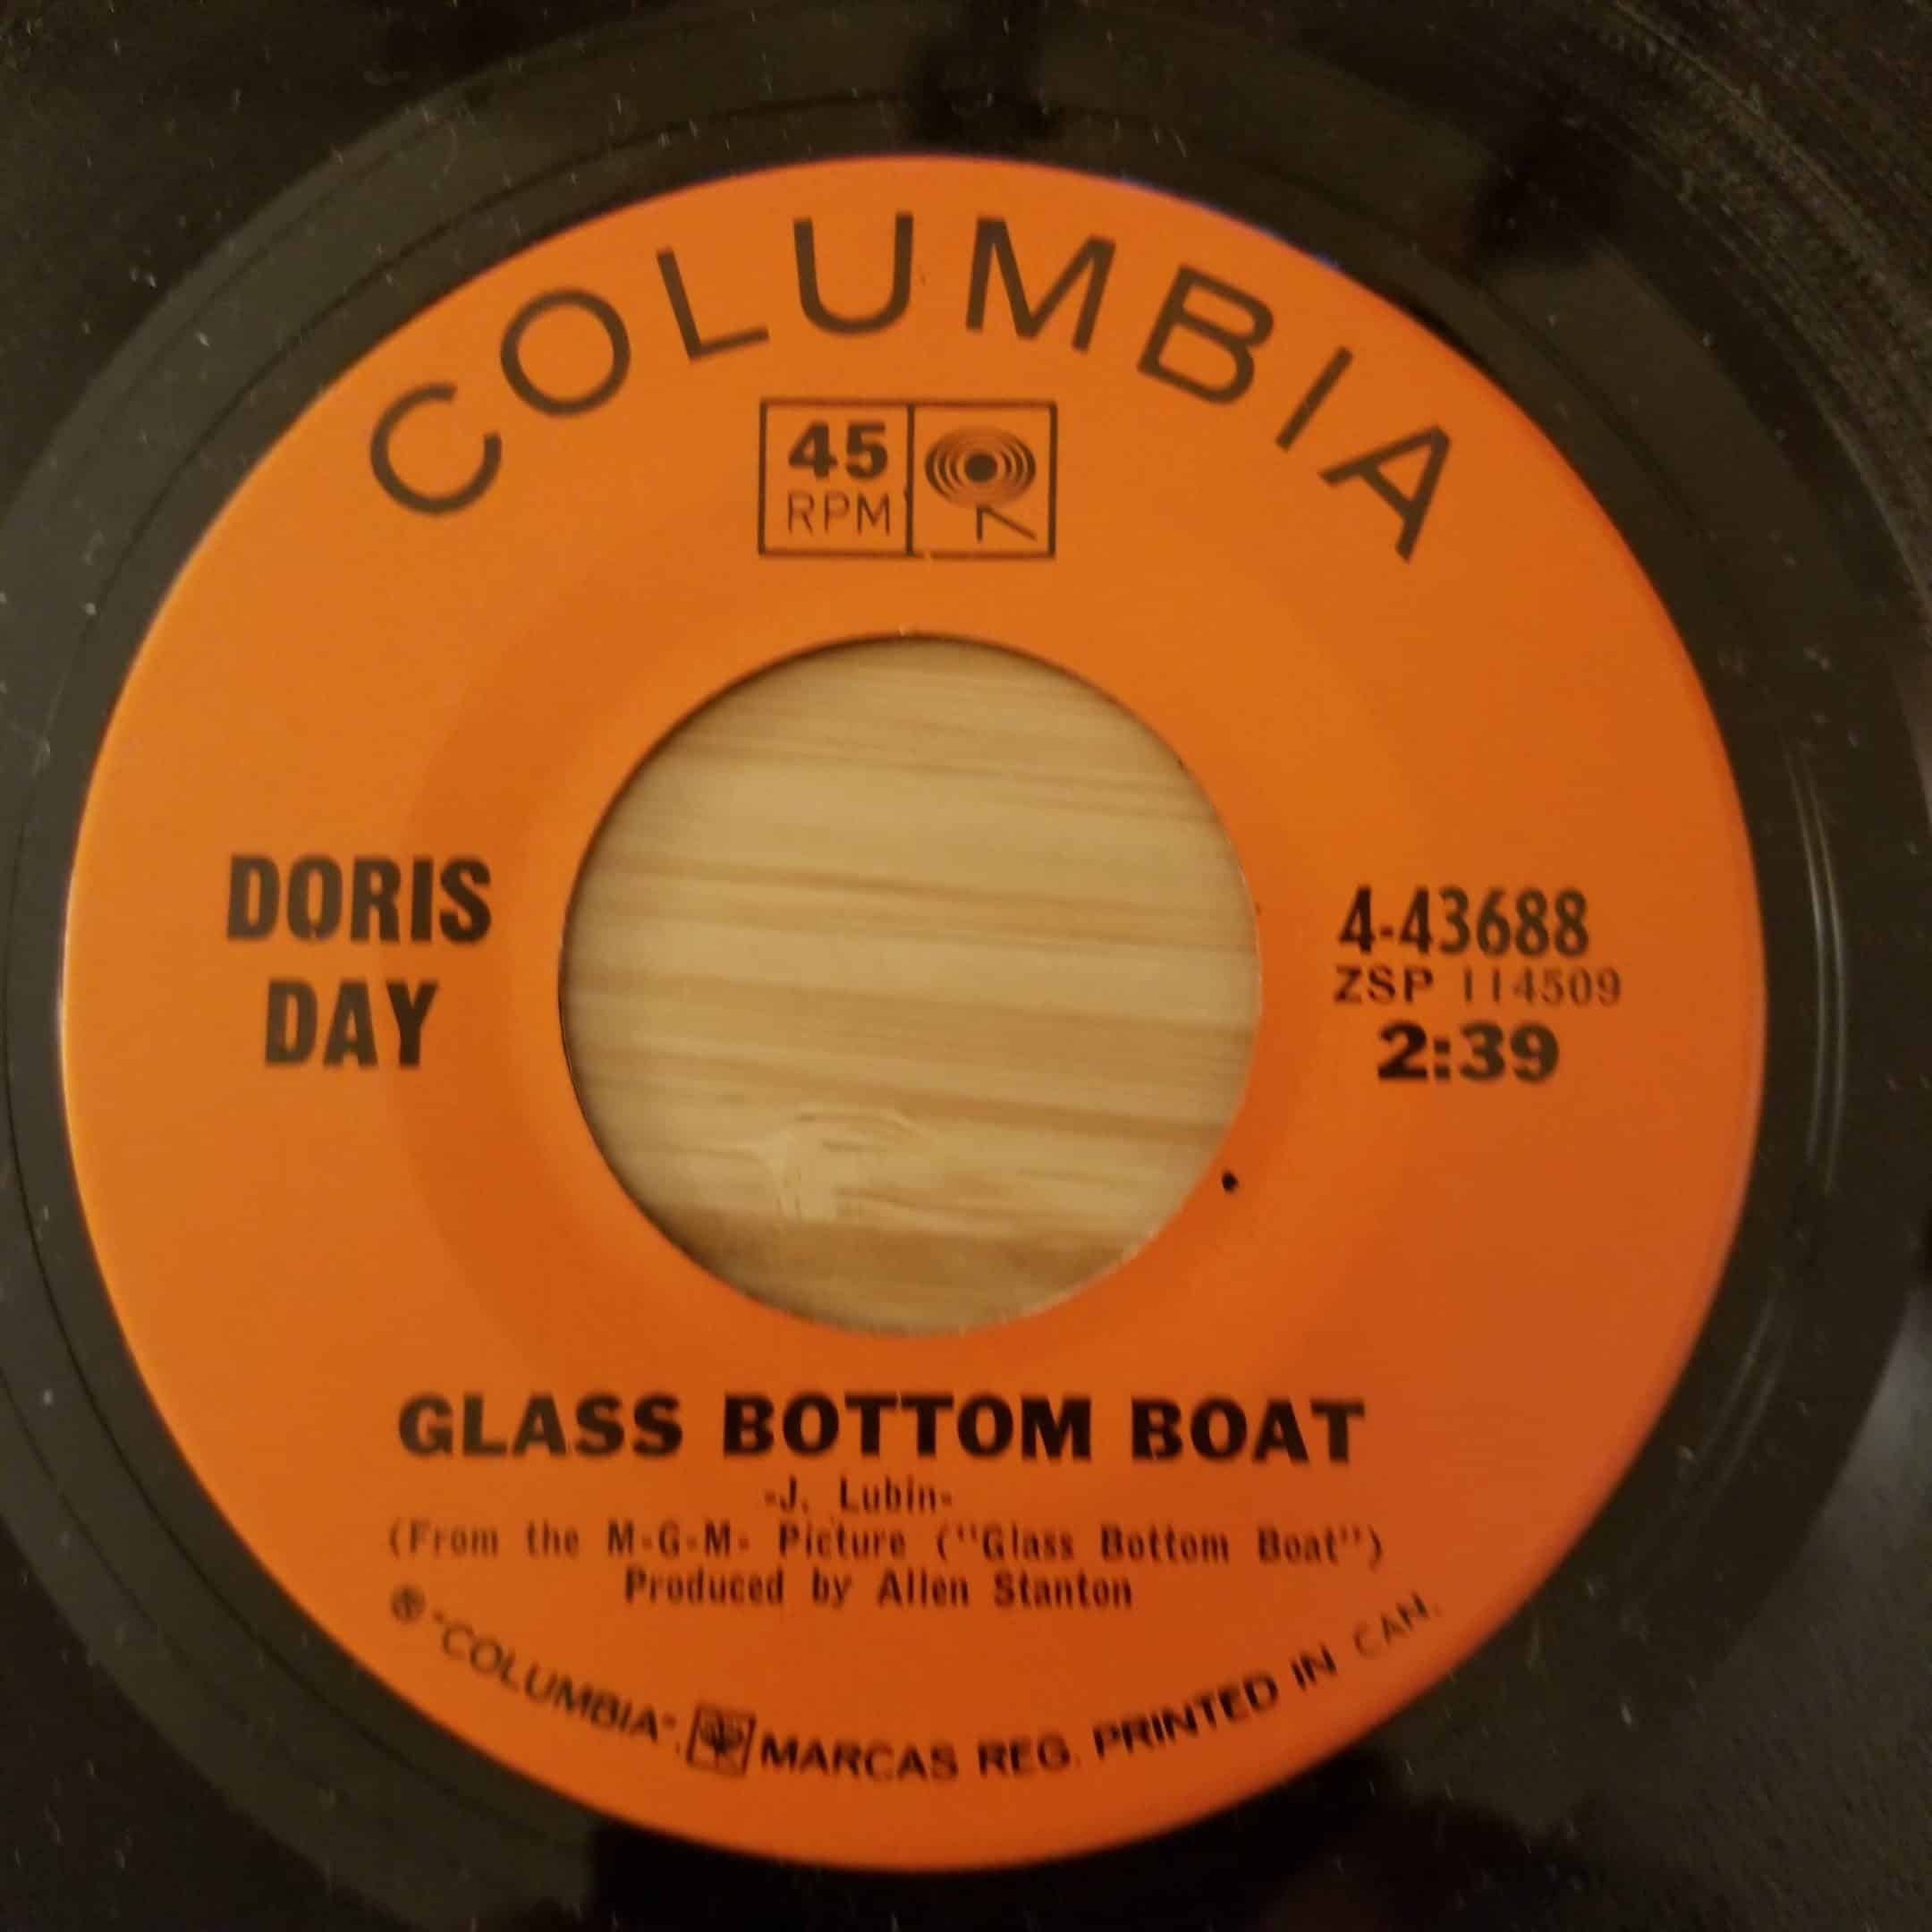 COLUMBIA
45
RPM
DORIS
DAY
4-43688
ZSP 114509
2:39
GLASS BOTTOM BOAT
-J. Lubin-
(From the M-G-M- Picture ("Glass Bottom Boat")
Produced by Allen Stanton
® "COLUMBIA", MARCAS REG. PRINTED IN CAN.